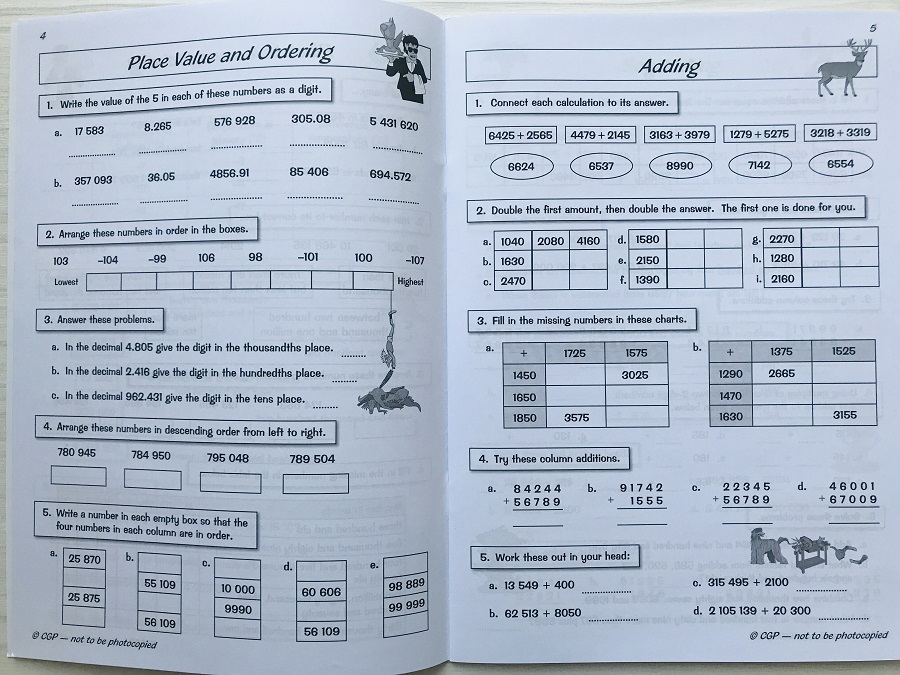 4
Place Value and Ordering
1. Write the value of the 5 in each of these numbers as a digit.
a. 17 583 8.265 576 928 305.08 5 431 620
b. 357 093 36.05 4856.91 85 406 694.572
2. Arrange these numbers in order in the boxes.
103 -104 -99 106 98 -101 100 -107
Lowest Highest
3. Answer these problems.
a. In the decimal 4.805 give the digit in the thousandths place.
b. In the decimal 2.416 give the digit in the hundredths place.
c. In the decimal 962.431 give the digit in the tens place.
4. Arrange these numbers in descending order from left to right.
780 945 784 950 795 048 789 504
5. Write a number in each empty box so that the
four numbers in each column are in order.
a. b. c. d. e.
25 870
55 109 10 000 60 606 98 889
25 875 9990 99 999
56 109 56 109
© CGP — not to be photocopied
5
Adding
1. Connect each calculation to its answer.
6425 + 2565 4479 + 2145 3163 + 3979 1279 + 5275 3218 + 3319
6624 6537 8990 7142 6554
2. Double the first amount, then double the answer. The first one is done for you.
a. 1040 2080 4160 d. 1580 g. 2270
b. 1630 e. 2150 h. 1280
c. 2470 f. 1390 i. 2160
3. Fill in the missing numbers in these charts.
a. + 1725 1575 b. + 1375 1525
1450 3025 1290 2665
1650 1470
1850 3575 1630 3155
4. Try these column additions.
a. 84244 b. 91742 c. 22345 d. 46001
+ 56789 + 1555 + 56789 + 67009
5. Work these out in your head:
a. 13 549 + 400 c. 315 495 + 2100
b. 62 513 + 8050 d. 2 105 139 + 20 300
© CGP — not to be photocopied